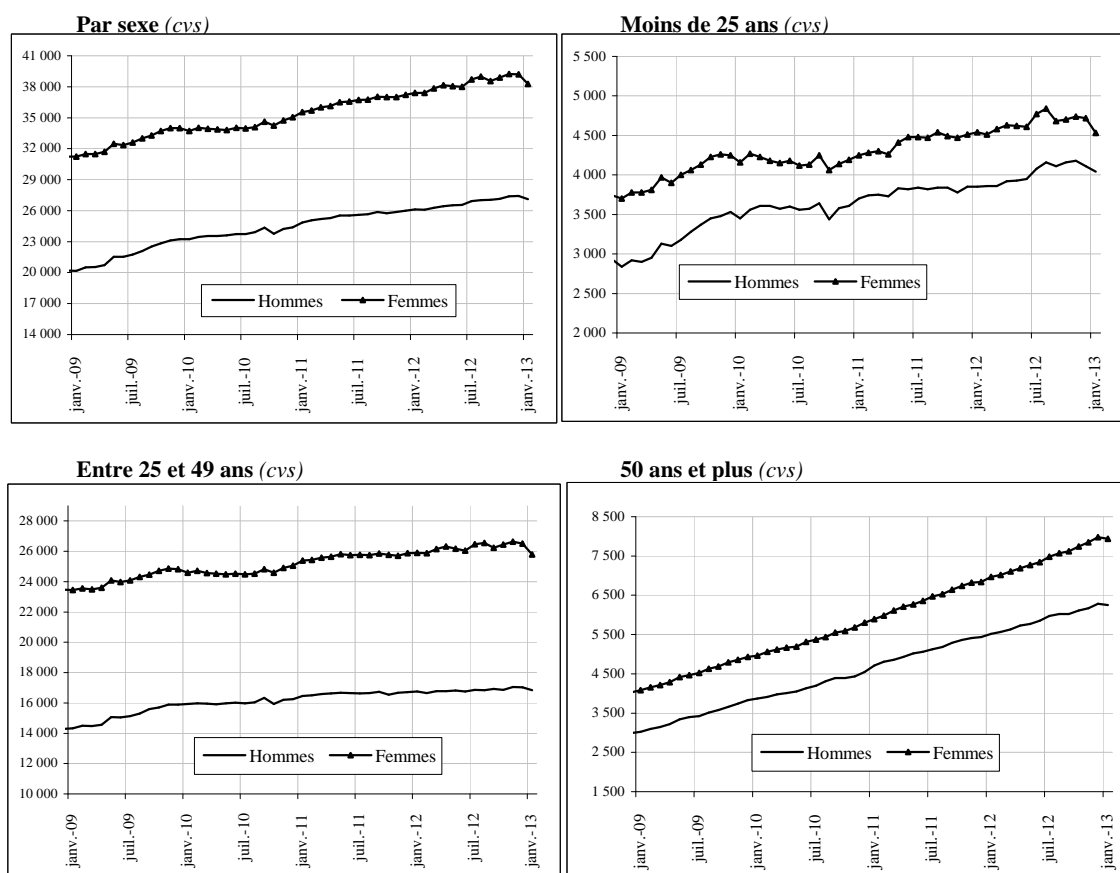 Par sexe (cvs)
41 000
38 000
35 000
32 000
29 000
26 000
23 000
20 000
17 000
14 000
Hommes
Femmes
janv.-09
juil.-09
janv.-10
juil.-10
janv.-11
juil.-11
janv.-12
juil.-12
janv.-13
Moins de 25 ans (cvs)
5 500
5 000
4 500
4 000
3 500
3 000
2 500
2 000
Hommes
Femmes
janv.-09
juil.-09
janv.-10
juil.-10
janv.-11
juil.-11
janv.-12
juil.-12
janv.-13
Entre 25 et 49 ans (cvs)
28 000
26 000
24 000
22 000
20 000
18 000
16 000
14 000
12 000
10 000
Hommes
Femmes
janv.-09
juil.-09
janv.-10
juil.-10
janv.-11
juil.-11
janv.-12
juil.-12
janv.-13
50 ans et plus (cvs)
8 500
7 500
6 500
5 500
4 500
3 500
2 500
1 500
Hommes
Femmes
janv.-09
juil.-09
janv.-10
juil.-10
janv.-11
juil.-11
janv.-12
juil.-12
janv.-13